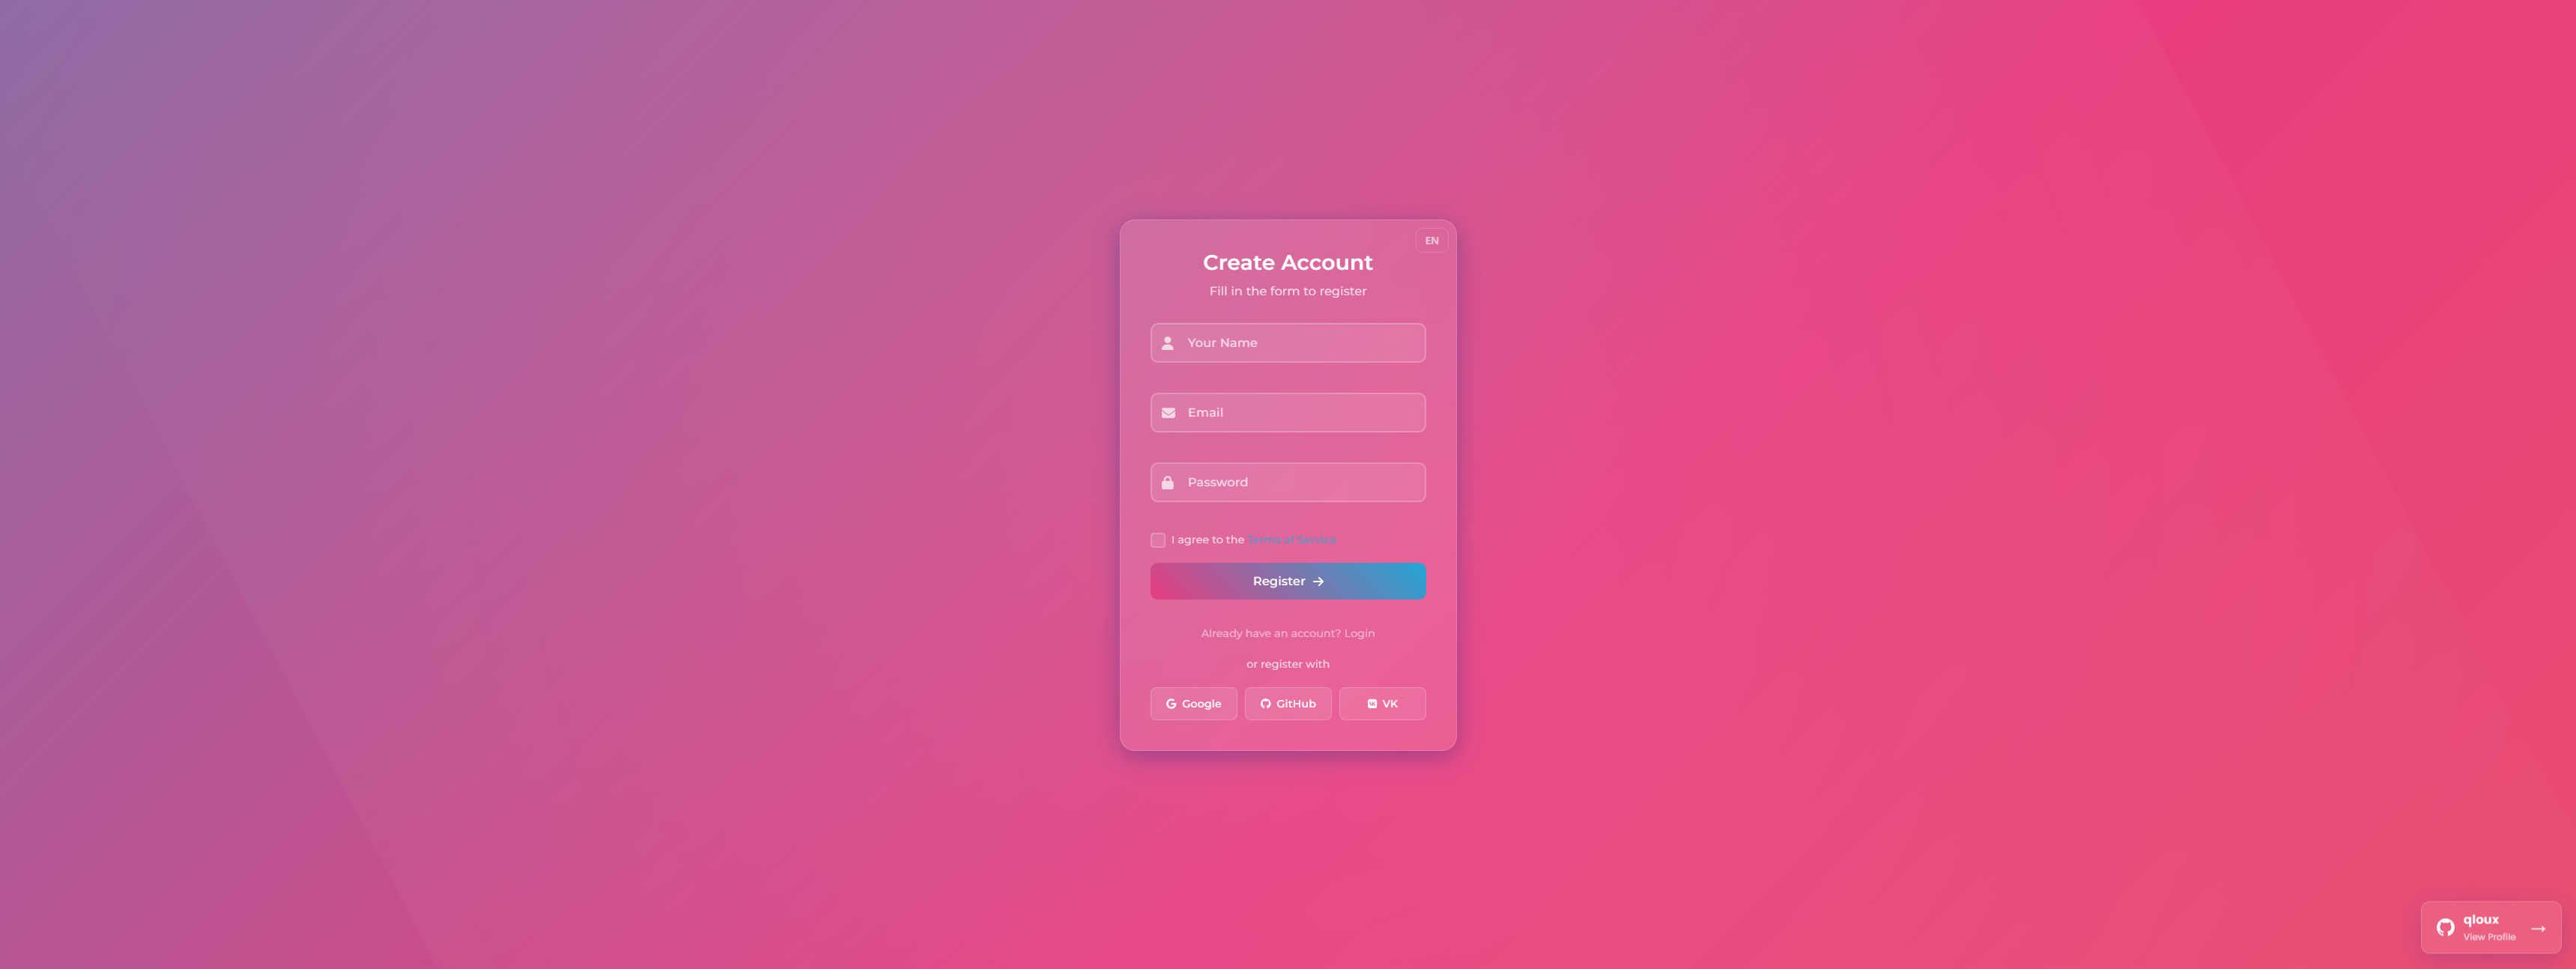 EN
Create Account
Fill in the form to register
Your Name
Email
Password
I agree to the Terms of Service
Register →
Already have an account? Login
or register with
Google
GitHub
VK
qloux
View Profile →